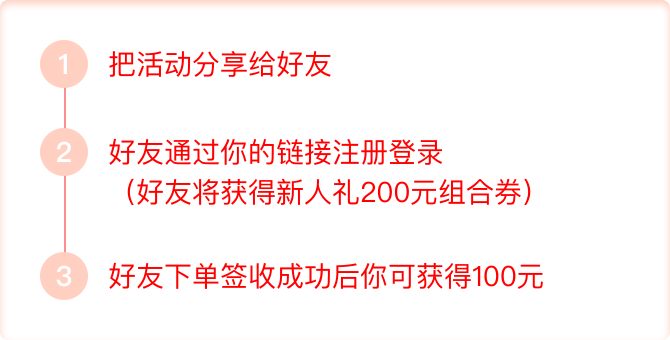 1 把活动分享给好友
2 好友通过你的链接注册登录
（好友将获得新人礼200元组合券）
3 好友下单签收成功后你可获得100元